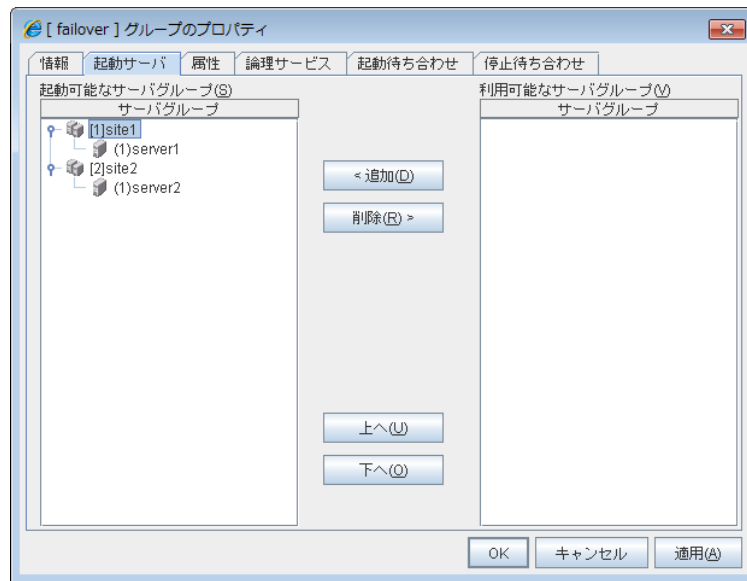 [ failover ] グループのプロパティ
情報 起動サーバ 属性 論理サービス 起動待ち合わせ 停止待ち合わせ
起動可能なサーバグループ(S) 利用可能なサーバグループ(V)
サーバグループ サーバグループ
[1]site1
(1)server1
[2]site2
(1)server2
< 追加(D)
削除(R) >
上へ(U)
下へ(O)
OK キャンセル 適用(A)